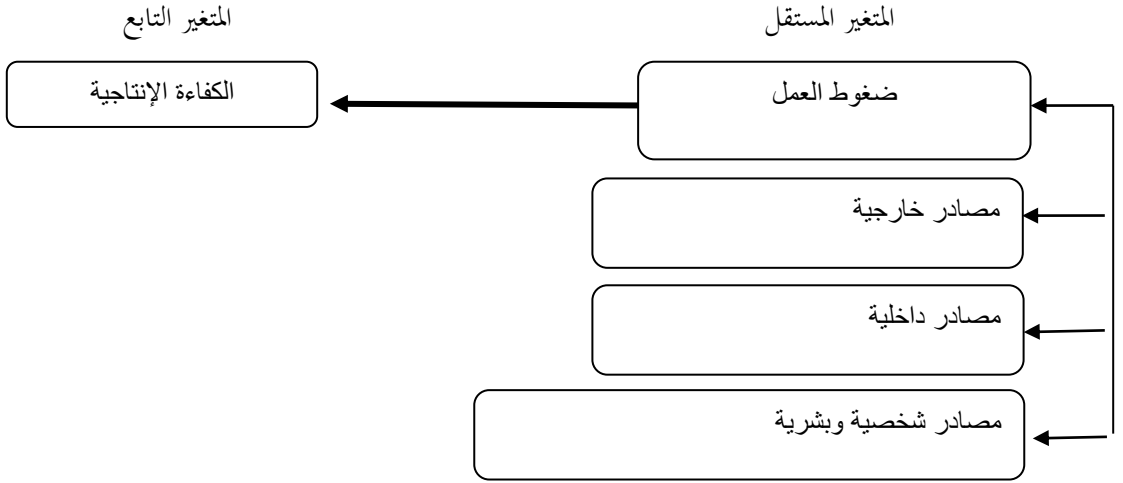 المتغير المستقل
المتغير التابع
ضغوط العمل
الكفاءة الإنتاجية
مصادر خارجية
مصادر داخلية
مصادر شخصية وبشرية